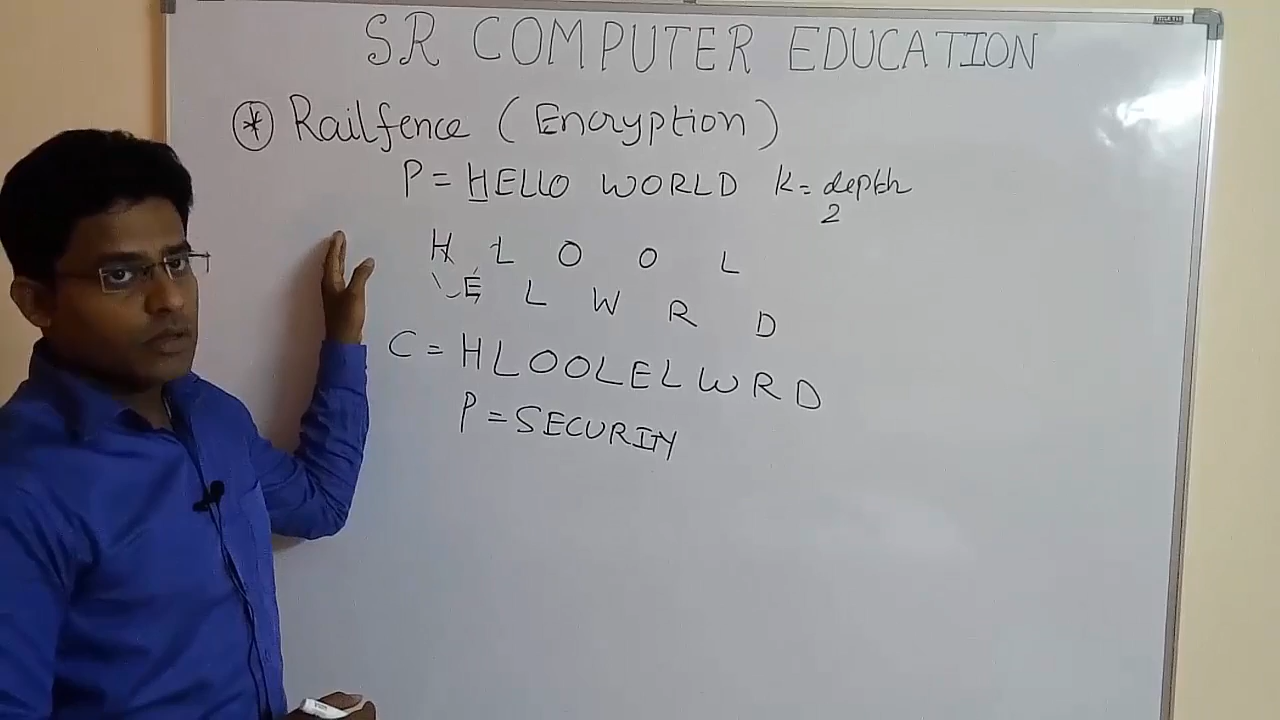 SR COMPUTER EDUCATION
* Railfence (Encryption)
P = HELLO WORLD K = depth
2
H L O O L
E L W R D
C = HLOOLELWRD
P = SECURITY